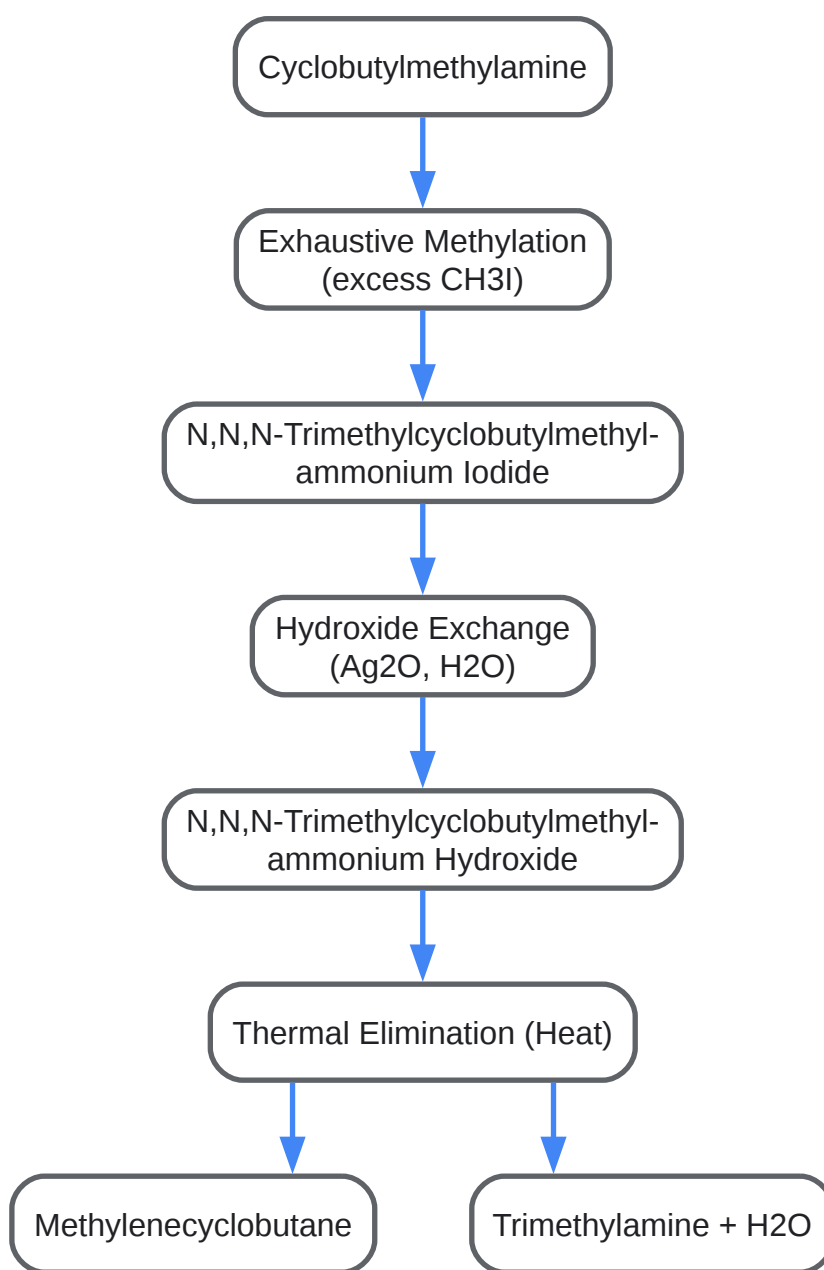 Cyclobutylmethylamine
Exhaustive Methylation
(excess CH3I)
N,N,N-Trimethylcyclobutylmethyl-
ammonium Iodide
Hydroxide Exchange
(Ag2O, H2O)
N,N,N-Trimethylcyclobutylmethyl-
ammonium Hydroxide
Thermal Elimination (Heat)
Methylenecyclobutane
Trimethylamine + H2O